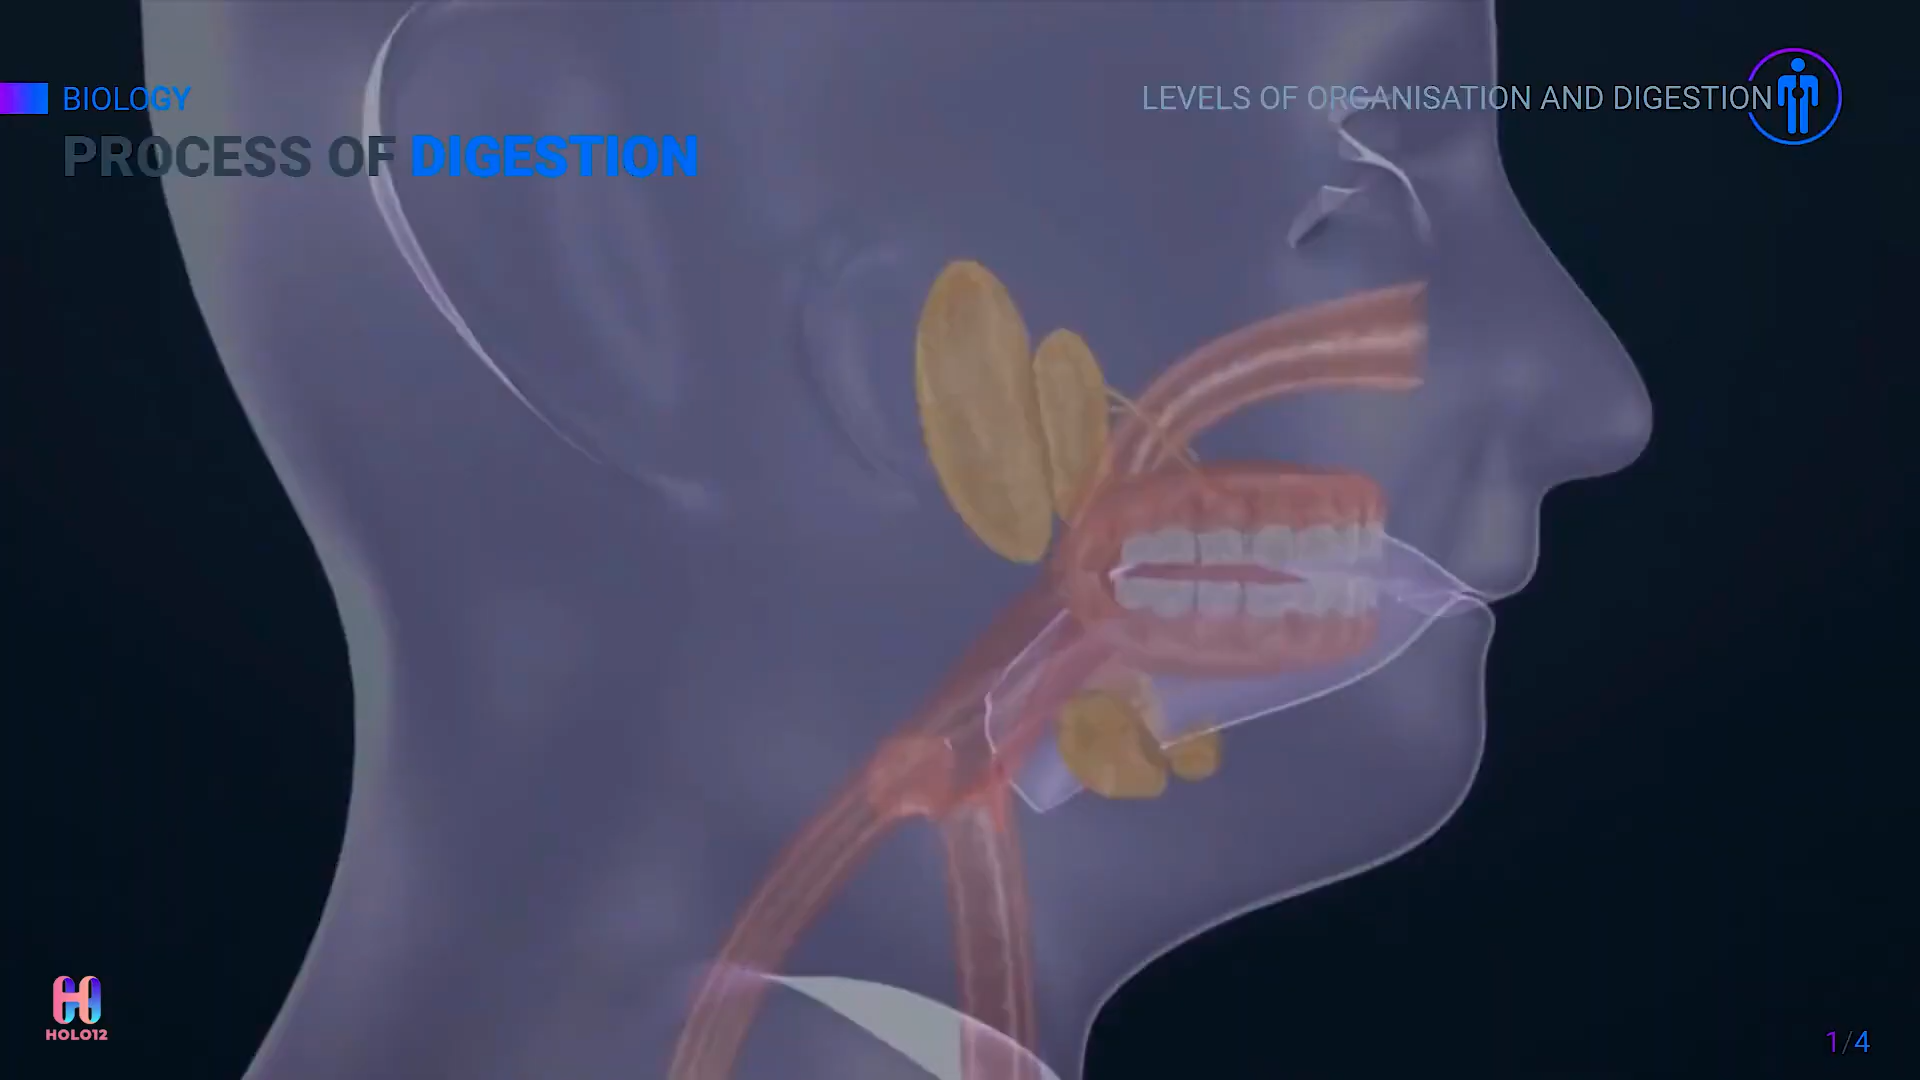 BIOLOGY
LEVELS OF ORGANISATION AND DIGESTION
PROCESS OF DIGESTION
HOLO12
1/4